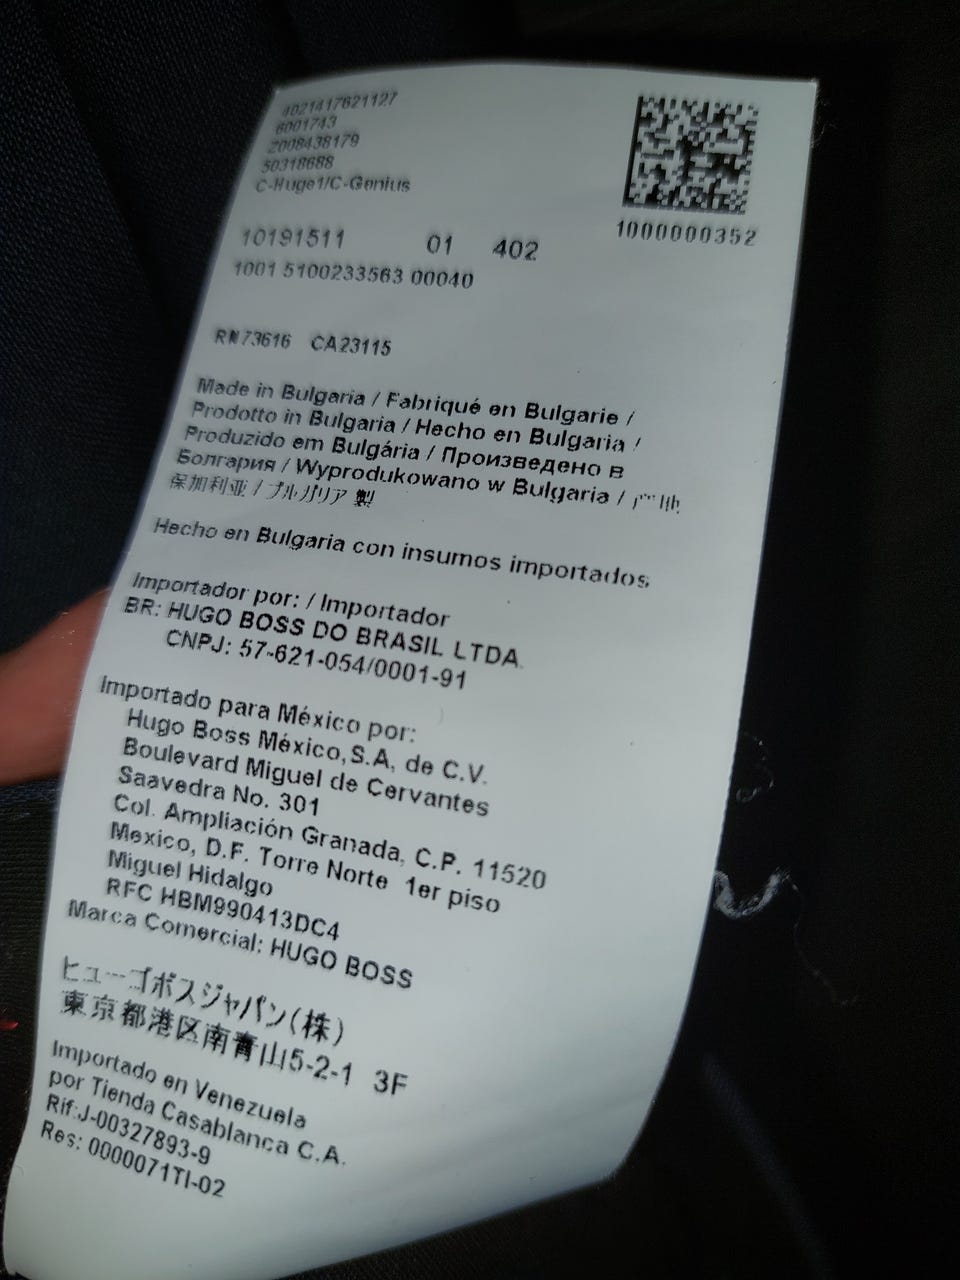 4021417621127
6001743
2008438179
50318688
C-Huge1/C-Genius
1000000352
10191511 01 402
1001 5100233563 00040
RN73616 CA23115
Made in Bulgaria / Fabriqué en Bulgarie /
Prodotto in Bulgaria / Hecho en Bulgaria /
Produzido em Bulgária / Произведено в
Болгария / Wyprodukowano w Bulgaria / 产地
保加利亚 / ブルガリア 製
Hecho en Bulgaria con insumos importados
Importador por: / Importador
BR: HUGO BOSS DO BRASIL LTDA.
CNPJ: 57-621-054/0001-91
Importado para México por:
Hugo Boss México,S.A, de C.V.
Boulevard Miguel de Cervantes
Saavedra No. 301
Col. Ampliación Granada, C.P. 11520
Mexico, D.F. Torre Norte 1er piso
Miguel Hidalgo
RFC HBM990413DC4
Marca Comercial: HUGO BOSS
ヒューゴボスジャパン(株)
東京都港区南青山5-2-1 3F
Importado en Venezuela
por Tienda Casablanca C.A.
Rif:J-00327893-9
Res: 0000071TI-02